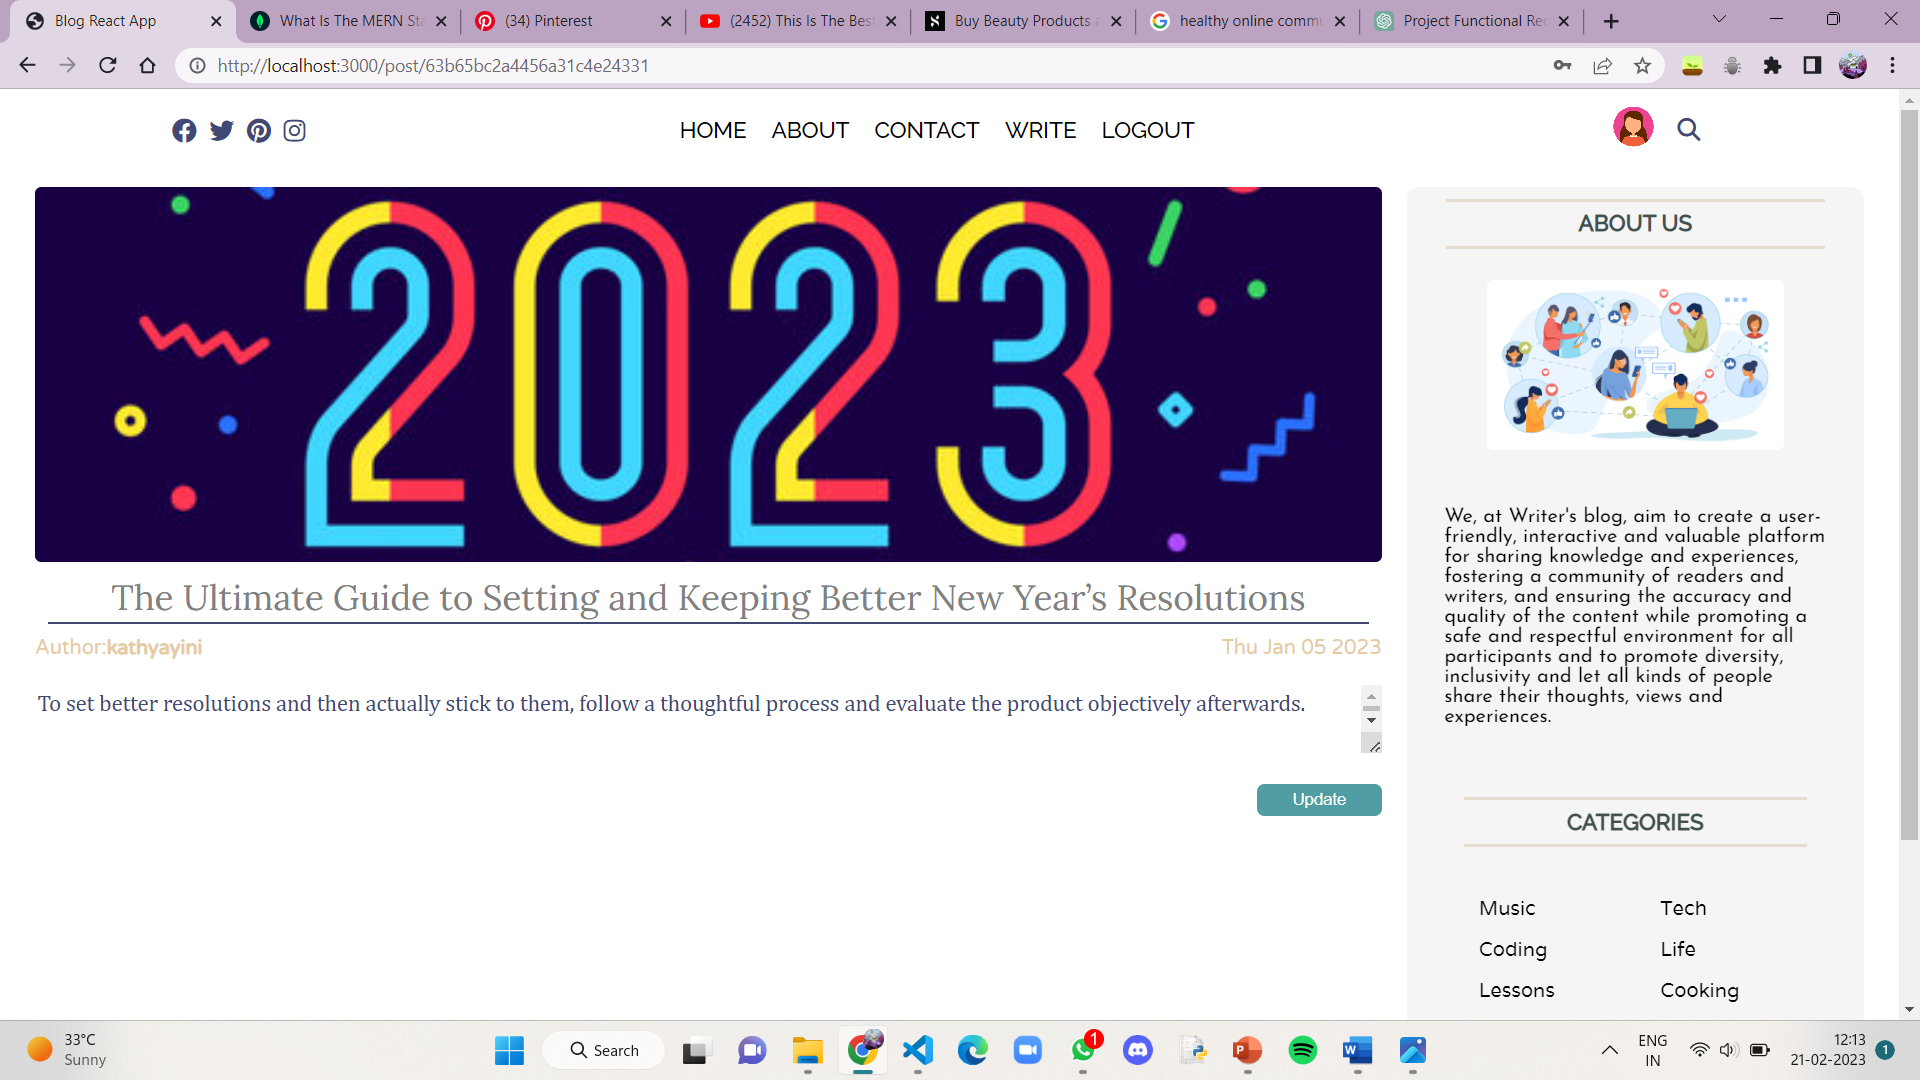 Blog React App
What Is The MERN Sta
(34) Pinterest
(2452) This Is The Best
Buy Beauty Products a
healthy online commu
Project Functional Rec
http://localhost:3000/post/63b65bc2a4456a31c4e24331
HOME ABOUT CONTACT WRITE LOGOUT
2023
The Ultimate Guide to Setting and Keeping Better New Year’s Resolutions
Author:kathyayini
Thu Jan 05 2023
To set better resolutions and then actually stick to them, follow a thoughtful process and evaluate the product objectively afterwards.
Update
ABOUT US
We, at Writer's blog, aim to create a user-
friendly, interactive and valuable platform
for sharing knowledge and experiences,
fostering a community of readers and
writers, and ensuring the accuracy and
quality of the content while promoting a
safe and respectful environment for all
participants and to promote diversity,
inclusivity and let all kinds of people
share their thoughts, views and
experiences.
CATEGORIES
Music Tech
Coding Life
Lessons Cooking
33°C
Sunny
Search
1
ENG
IN
12:13
21-02-2023
1